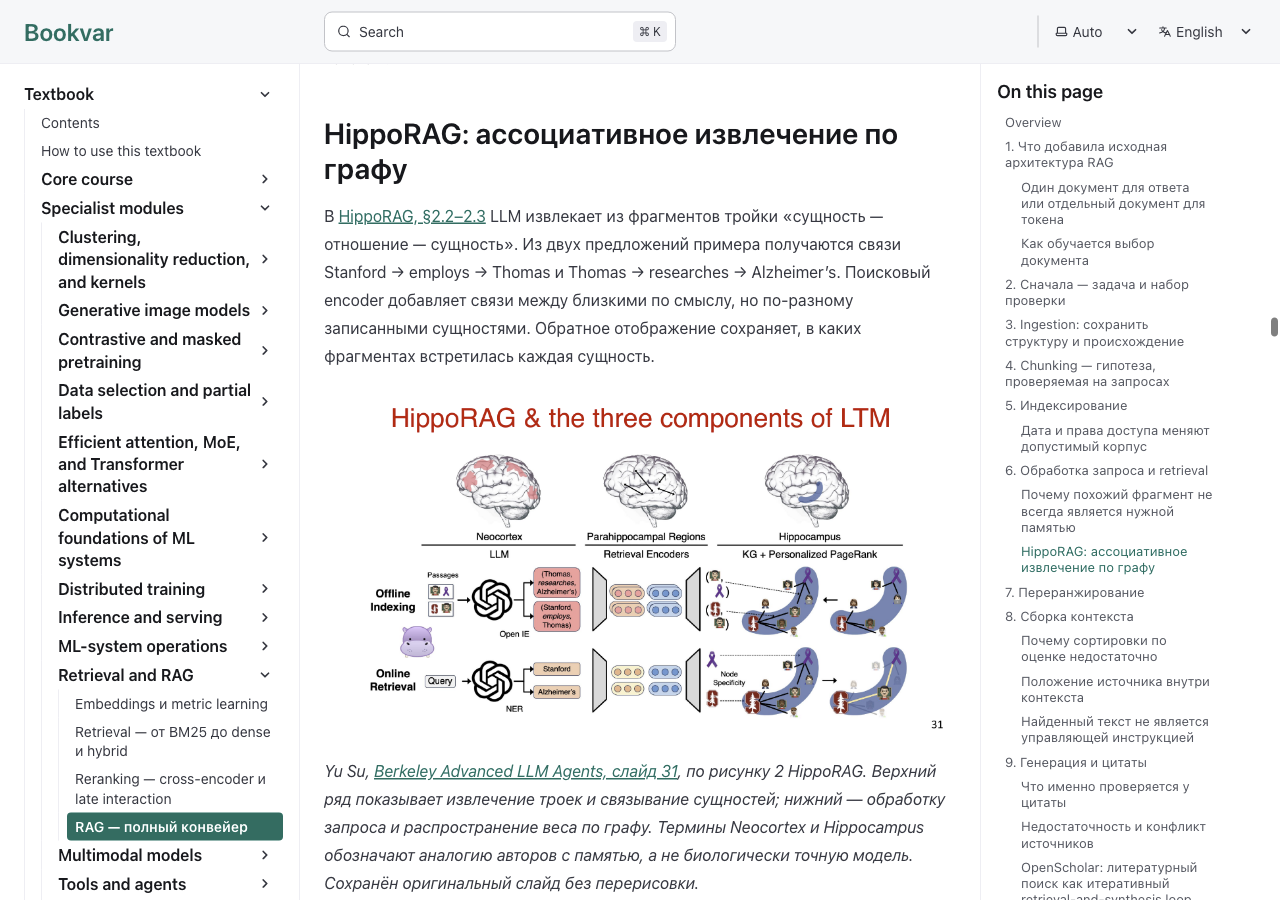 Bookvar
Search
⌘ K
Auto
English
Textbook
Contents
How to use this textbook
Core course
Specialist modules
Clustering,
dimensionality reduction,
and kernels
Generative image models
Contrastive and masked
pretraining
Data selection and partial
labels
Efficient attention, MoE,
and Transformer
alternatives
Computational
foundations of ML
systems
Distributed training
Inference and serving
ML-system operations
Retrieval and RAG
Embeddings и metric learning
Retrieval — от BM25 до dense
и hybrid
Reranking — cross-encoder и
late interaction
RAG — полный конвейер
Multimodal models
Tools and agents
HippoRAG: ассоциативное извлечение по
графу
В HippoRAG, §2.2–2.3 LLM извлекает из фрагментов тройки «сущность —
отношение — сущность». Из двух предложений примера получаются связи
Stanford → employs → Thomas и Thomas → researches → Alzheimer’s. Поисковый
encoder добавляет связи между близкими по смыслу, но по-разному
записанными сущностями. Обратное отображение сохраняет, в каких
фрагментах встретилась каждая сущность.
HippoRAG & the three components of LTM
Neocortex
Parahippocampal Regions
Hippocampus
LLM
Retrieval Encoders
KG + Personalized PageRank
Offline
Indexing
Passages
(Thomas,
researches,
Alzheimer's)
(Stanford,
employs,
Thomas)
Open IE
Online
Retrieval
Query
Stanford
Alzheimer's
NER
Node
Specificity
31
Yu Su, Berkeley Advanced LLM Agents, слайд 31, по рисунку 2 HippoRAG. Верхний
ряд показывает извлечение троек и связывание сущностей; нижний — обработку
запроса и распространение веса по графу. Термины Neocortex и Hippocampus
обозначают аналогию авторов с памятью, а не биологически точную модель.
Сохранён оригинальный слайд без перерисовки.
On this page
Overview
1. Что добавила исходная
архитектура RAG
Один документ для ответа
или отдельный документ для
токена
Как обучается выбор
документа
2. Сначала — задача и набор
проверки
3. Ingestion: сохранить
структуру и происхождение
4. Chunking — гипотеза,
проверяемая на запросах
5. Индексирование
Дата и права доступа меняют
допустимый корпус
6. Обработка запроса и retrieval
Почему похожий фрагмент не
всегда является нужной
памятью
HippoRAG: ассоциативное
извлечение по графу
7. Переранжирование
8. Сборка контекста
Почему сортировки по
оценке недостаточно
Положение источника внутри
контекста
Найденный текст не является
управляющей инструкцией
9. Генерация и цитаты
Что именно проверяется у
цитаты
Недостаточность и конфликт
источников
OpenScholar: литературный
поиск как итеративный
retrieval-and-synthesis loop